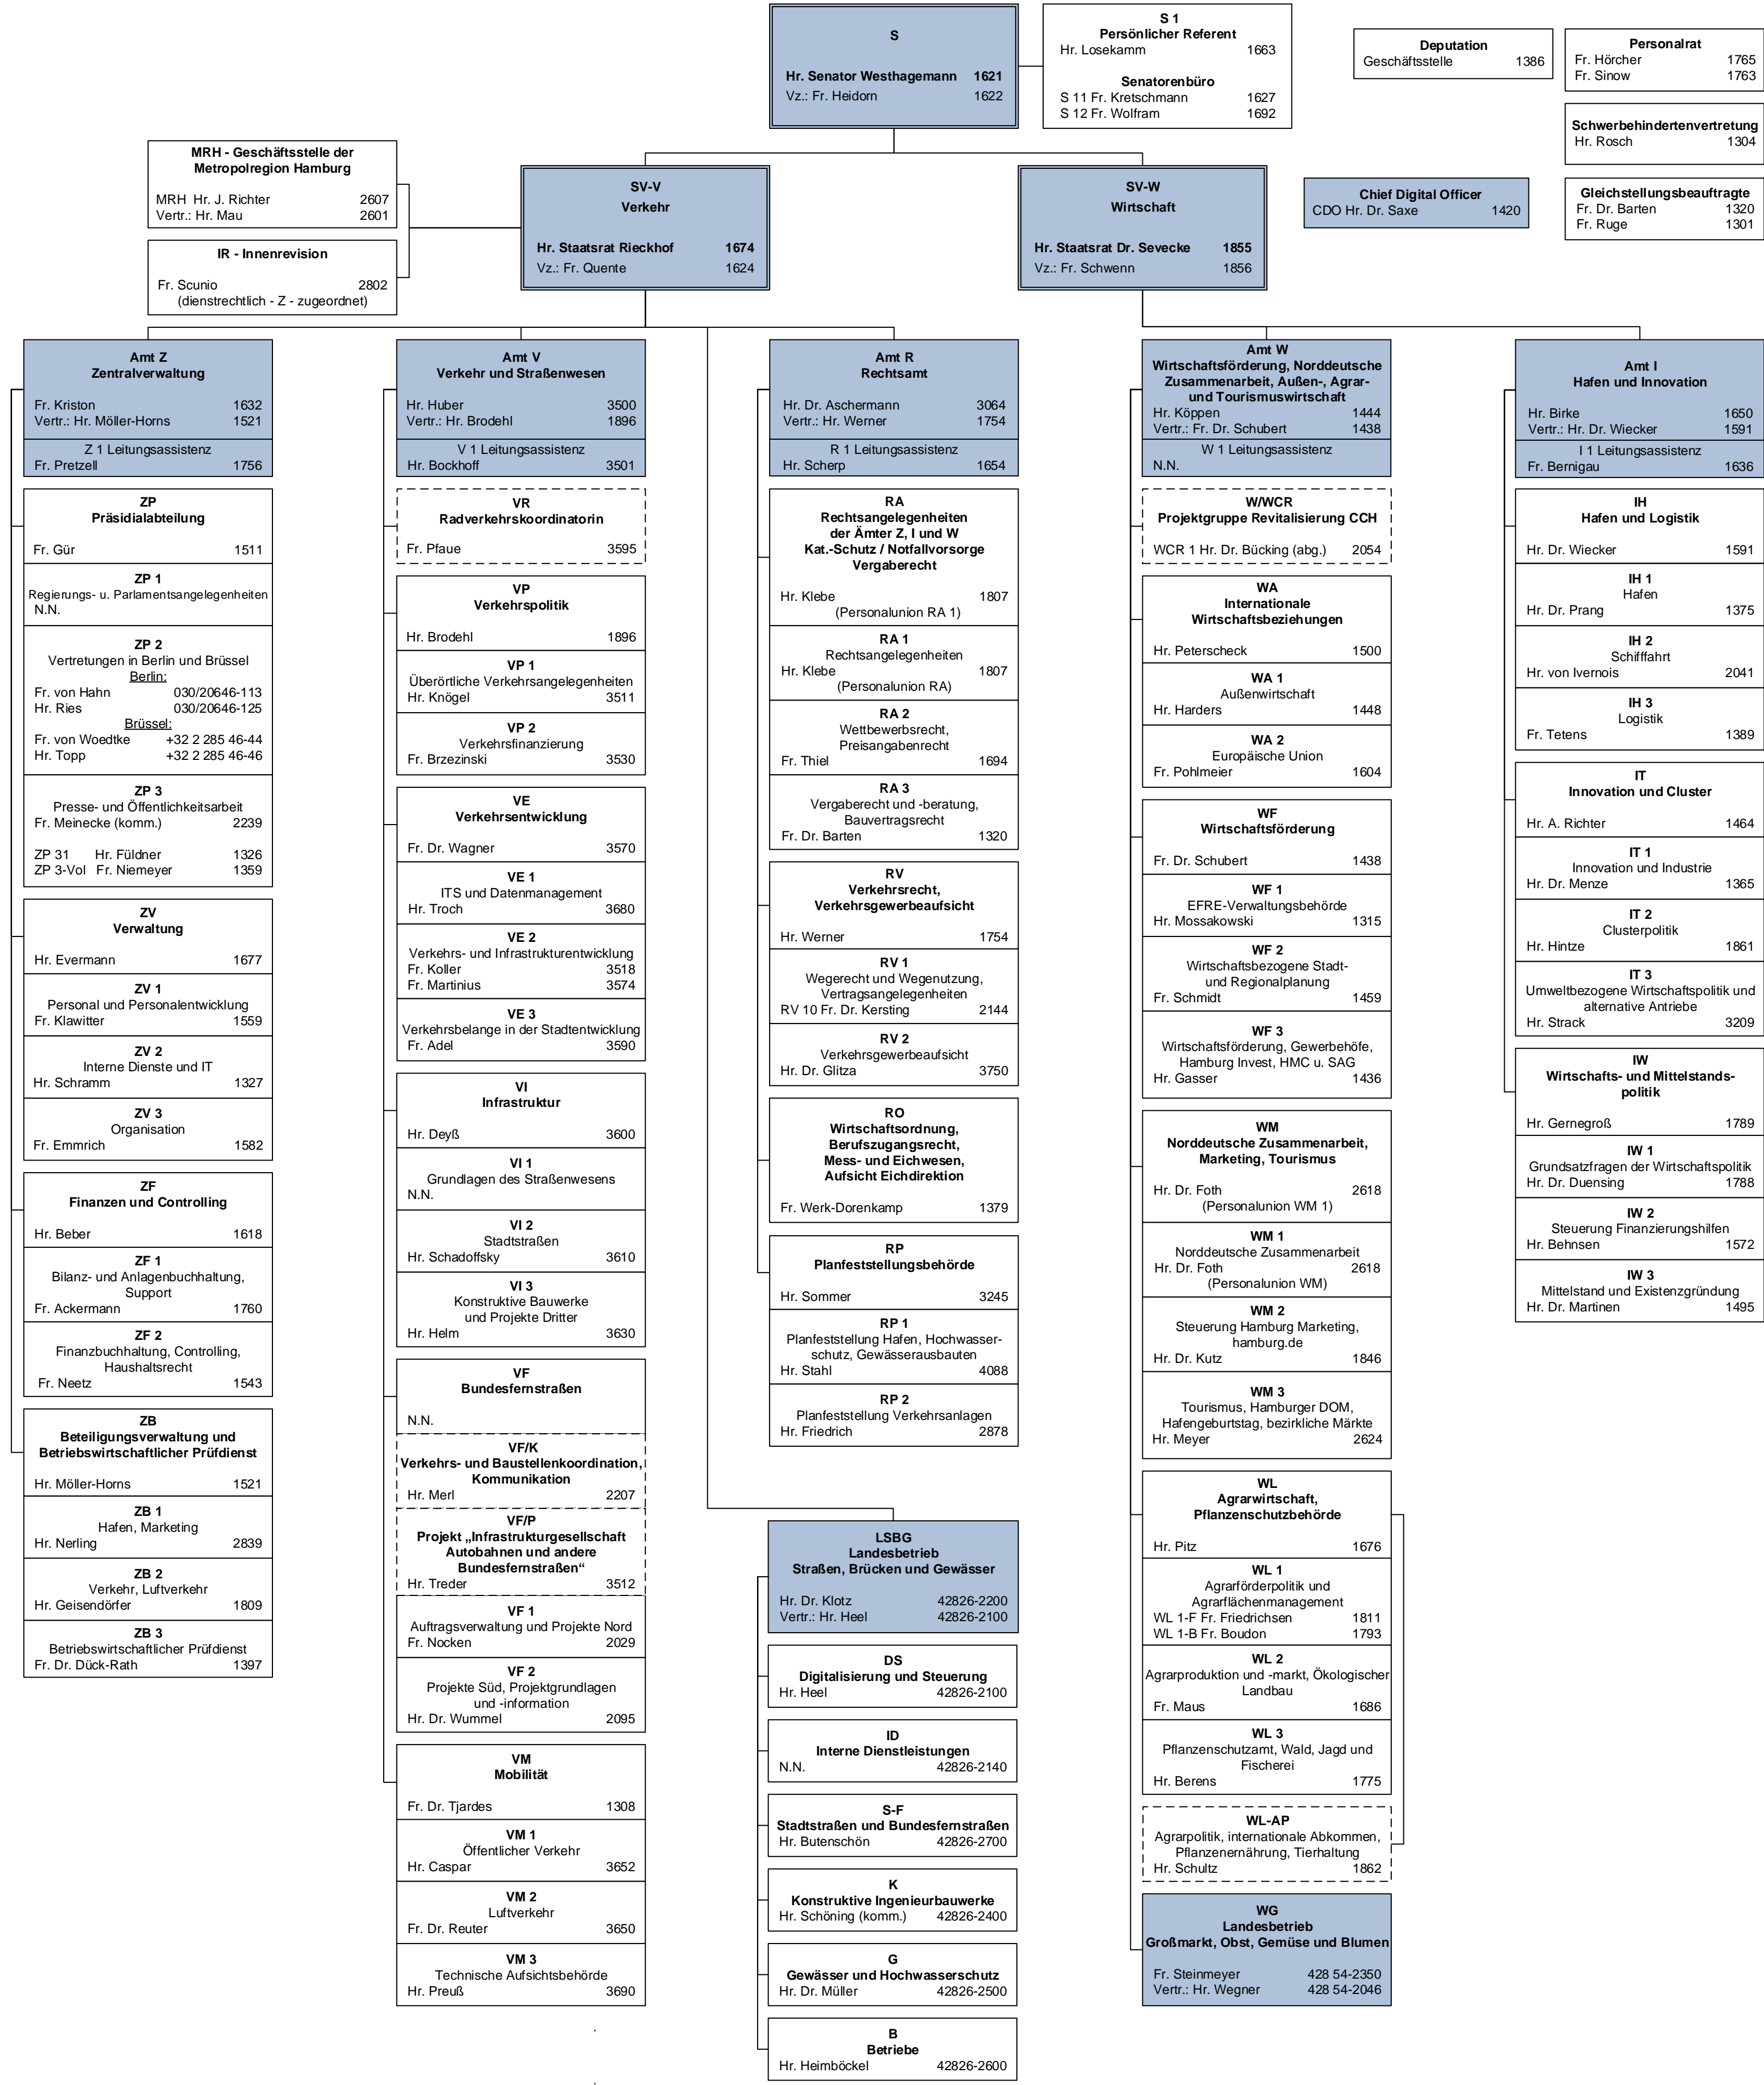 S
Hr. Senator Westhagemann 1621
Vz.: Fr. Heidorn 1622
S 1
Persönlicher Referent
Hr. Losekamm 1663
Senatorenbüro
S 11 Fr. Kretschmann 1627
S 12 Fr. Wolfram 1692
Deputation
Geschäftsstelle 1386
Personalrat
Fr. Hörcher 1765
Fr. Sinow 1763
Schwerbehindertenvertretung
Hr. Rosch 1304
Gleichstellungsbeauftragte
Fr. Dr. Barten 1320
Fr. Ruge 1301
Chief Digital Officer
CDO Hr. Dr. Saxe 1420
MRH - Geschäftsstelle der
Metropolregion Hamburg
MRH Hr. J. Richter 2607
Vertr.: Hr. Mau 2601
IR - Innenrevision
Fr. Scunio 2802
(dienstrechtlich - Z - zugeordnet)
SV-V
Verkehr
Hr. Staatsrat Rieckhof 1674
Vz.: Fr. Quente 1624
SV-W
Wirtschaft
Hr. Staatsrat Dr. Sevecke 1855
Vz.: Fr. Schwenn 1856
Amt Z
Zentralverwaltung
Fr. Kriston 1632
Vertr.: Hr. Möller-Horns 1521
Z 1 Leitungsassistenz
Fr. Pretzell 1756
ZP
Präsidialabteilung
Fr. Gür 1511
ZP 1
Regierungs- u. Parlamentsangelegenheiten
N.N.
ZP 2
Vertretungen in Berlin und Brüssel
Berlin:
Fr. von Hahn 030/20646-113
Hr. Ries 030/20646-125
Brüssel:
Fr. von Woedtke +32 2 285 46-44
Hr. Topp +32 2 285 46-46
ZP 3
Presse- und Öffentlichkeitsarbeit
Fr. Meinecke (komm.) 2239
ZP 31 Hr. Füldner 1326
ZP 3-Vol Fr. Niemeyer 1359
ZV
Verwaltung
Hr. Evermann 1677
ZV 1
Personal und Personalentwicklung
Fr. Klawitter 1559
ZV 2
Interne Dienste und IT
Hr. Schramm 1327
ZV 3
Organisation
Fr. Emmrich 1582
ZF
Finanzen und Controlling
Hr. Beber 1618
ZF 1
Bilanz- und Anlagenbuchhaltung,
Support
Fr. Ackermann 1760
ZF 2
Finanzbuchhaltung, Controlling,
Haushaltsrecht
Fr. Neetz 1543
ZB
Beteiligungsverwaltung und
Betriebswirtschaftlicher Prüfdienst
Hr. Möller-Horns 1521
ZB 1
Hafen, Marketing
Hr. Nerling 2839
ZB 2
Verkehr, Luftverkehr
Hr. Geisendörfer 1809
ZB 3
Betriebswirtschaftlicher Prüfdienst
Fr. Dr. Dück-Rath 1397
Amt V
Verkehr und Straßenwesen
Hr. Huber 3500
Vertr.: Hr. Brodehl 1896
V 1 Leitungsassistenz
Hr. Bockhoff 3501
VR
Radverkehrskoordinatorin
Fr. Pfaue 3595
VP
Verkehrspolitik
Hr. Brodehl 1896
VP 1
Überörtliche Verkehrsangelegenheiten
Hr. Knögel 3511
VP 2
Verkehrsfinanzierung
Fr. Brzezinski 3530
VE
Verkehrsentwicklung
Fr. Dr. Wagner 3570
VE 1
ITS und Datenmanagement
Hr. Troch 3680
VE 2
Verkehrs- und Infrastrukturentwicklung
Fr. Koller 3518
Fr. Martinius 3574
VE 3
Verkehrsbelange in der Stadtentwicklung
Fr. Adel 3590
VI
Infrastruktur
Hr. Deyß 3600
VI 1
Grundlagen des Straßenwesens
N.N.
VI 2
Stadtstraßen
Hr. Schadoffsky 3610
VI 3
Konstruktive Bauwerke
und Projekte Dritter
Hr. Helm 3630
VF
Bundesfernstraßen
N.N.
VF/K
Verkehrs- und Baustellenkoordination,
Kommunikation
Hr. Merl 2207
VF/P
Projekt „Infrastrukturgesellschaft
Autobahnen und andere
Bundesfernstraßen“
Hr. Treder 3512
VF 1
Auftragsverwaltung und Projekte Nord
Fr. Nocken 2029
VF 2
Projekte Süd, Projektgrundlagen
und -information
Hr. Dr. Wummel 2095
VM
Mobilität
Fr. Dr. Tjardes 1308
VM 1
Öffentlicher Verkehr
Hr. Caspar 3652
VM 2
Luftverkehr
Fr. Dr. Reuter 3650
VM 3
Technische Aufsichtsbehörde
Hr. Preuß 3690
Amt R
Rechtsamt
Hr. Dr. Aschermann 3064
Vertr.: Hr. Werner 1754
R 1 Leitungsassistenz
Hr. Scherp 1654
RA
Rechtsangelegenheiten
der Ämter Z, I und W
Kat.-Schutz / Notfallvorsorge
Vergaberecht
Hr. Klebe 1807
(Personalunion RA 1)
RA 1
Rechtsangelegenheiten
Hr. Klebe 1807
(Personalunion RA)
RA 2
Wettbewerbsrecht,
Preisangabenrecht
Fr. Thiel 1694
RA 3
Vergaberecht und -beratung,
Bauvertragsrecht
Fr. Dr. Barten 1320
RV
Verkehrsrecht,
Verkehrsgewerbeaufsicht
Hr. Werner 1754
RV 1
Wegerecht und Wegenutzung,
Vertragsangelegenheiten
RV 10 Fr. Dr. Kersting 2144
RV 2
Verkehrsgewerbeaufsicht
Hr. Dr. Glitza 3750
RO
Wirtschaftsordnung,
Berufszugangsrecht,
Mess- und Eichwesen,
Aufsicht Eichdirektion
Fr. Werk-Dorenkamp 1379
RP
Planfeststellungsbehörde
Hr. Sommer 3245
RP 1
Planfeststellung Hafen, Hochwasser-
schutz, Gewässerausbauten
Hr. Stahl 4088
RP 2
Planfeststellung Verkehrsanlagen
Hr. Friedrich 2878
LSBG
Landesbetrieb
Straßen, Brücken und Gewässer
Hr. Dr. Klotz 42826-2200
Vertr.: Hr. Heel 42826-2100
DS
Digitalisierung und Steuerung
Hr. Heel 42826-2100
ID
Interne Dienstleistungen
N.N. 42826-2140
S-F
Stadtstraßen und Bundesfernstraßen
Hr. Butenschön 42826-2700
K
Konstruktive Ingenieurbauwerke
Hr. Schöning (komm.) 42826-2400
G
Gewässer und Hochwasserschutz
Hr. Dr. Müller 42826-2500
B
Betriebe
Hr. Heimböckel 42826-2600
Amt W
Wirtschaftsförderung, Norddeutsche
Zusammenarbeit, Außen-, Agrar-
und Tourismuswirtschaft
Hr. Köppen 1444
Vertr.: Fr. Dr. Schubert 1438
W 1 Leitungsassistenz
N.N.
W/WCR
Projektgruppe Revitalisierung CCH
WCR 1 Hr. Dr. Bücking (abg.) 2054
WA
Internationale
Wirtschaftsbeziehungen
Hr. Peterscheck 1500
WA 1
Außenwirtschaft
Hr. Harders 1448
WA 2
Europäische Union
Fr. Pohlmeier 1604
WF
Wirtschaftsförderung
Fr. Dr. Schubert 1438
WF 1
EFRE-Verwaltungsbehörde
Hr. Mossakowski 1315
WF 2
Wirtschaftsbezogene Stadt-
und Regionalplanung
Fr. Schmidt 1459
WF 3
Wirtschaftsförderung, Gewerbehöfe,
Hamburg Invest, HMC u. SAG
Hr. Gasser 1436
WM
Norddeutsche Zusammenarbeit,
Marketing, Tourismus
Hr. Dr. Foth 2618
(Personalunion WM 1)
WM 1
Norddeutsche Zusammenarbeit
Hr. Dr. Foth 2618
(Personalunion WM)
WM 2
Steuerung Hamburg Marketing,
hamburg.de
Hr. Dr. Kutz 1846
WM 3
Tourismus, Hamburger DOM,
Hafengeburtstag, bezirkliche Märkte
Hr. Meyer 2624
WL
Agrarwirtschaft,
Pflanzenschutzbehörde
Hr. Pitz 1676
WL 1
Agrarförderpolitik und
Agrarflächenmanagement
WL 1-F Fr. Friedrichsen 1811
WL 1-B Fr. Boudon 1793
WL 2
Agrarproduktion und -markt, Ökologischer
Landbau
Fr. Maus 1686
WL 3
Pflanzenschutzamt, Wald, Jagd und
Fischerei
Hr. Berens 1775
WL-AP
Agrarpolitik, internationale Abkommen,
Pflanzenernährung, Tierhaltung
Hr. Schultz 1862
WG
Landesbetrieb
Großmarkt, Obst, Gemüse und Blumen
Fr. Steinmeyer 428 54-2350
Vertr.: Hr. Wegner 428 54-2046
Amt I
Hafen und Innovation
Hr. Birke 1650
Vertr.: Hr. Dr. Wiecker 1591
I 1 Leitungsassistenz
Fr. Bernigau 1636
IH
Hafen und Logistik
Hr. Dr. Wiecker 1591
IH 1
Hafen
Hr. Dr. Prang 1375
IH 2
Schifffahrt
Hr. von Ivernois 2041
IH 3
Logistik
Fr. Tetens 1389
IT
Innovation und Cluster
Hr. A. Richter 1464
IT 1
Innovation und Industrie
Hr. Dr. Menze 1365
IT 2
Clusterpolitik
Hr. Hintze 1861
IT 3
Umweltbezogene Wirtschaftspolitik und
alternative Antriebe
Hr. Strack 3209
IW
Wirtschafts- und Mittelstands-
politik
Hr. Gernegroß 1789
IW 1
Grundsatzfragen der Wirtschaftspolitik
Hr. Dr. Duensing 1788
IW 2
Steuerung Finanzierungshilfen
Hr. Behnsen 1572
IW 3
Mittelstand und Existenzgründung
Hr. Dr. Martinen 1495